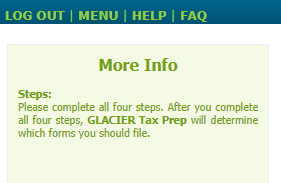 LOG OUT | MENU | HELP | FAQ
More Info
Steps:
Please complete all four steps. After you complete
all four steps, GLACIER Tax Prep will determine
which forms you should file.